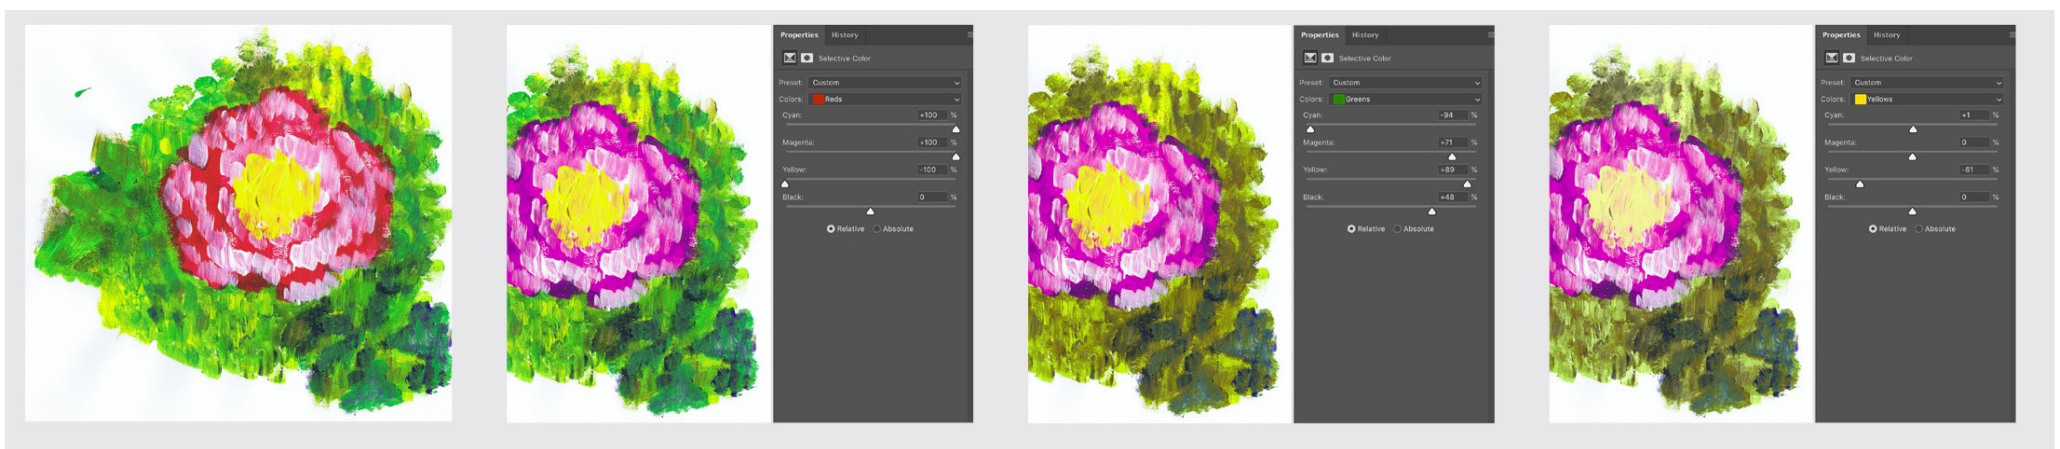 Properties History
Selective Color
Preset: Custom
Colors: Reds
Cyan: +100 %
Magenta: +100 %
Yellow: -100 %
Black: 0 %
Relative Absolute
Properties History
Selective Color
Preset: Custom
Colors: Greens
Cyan: -94 %
Magenta: +71 %
Yellow: +89 %
Black: +48 %
Relative Absolute
Properties History
Selective Color
Preset: Custom
Colors: Yellows
Cyan: +1 %
Magenta: 0 %
Yellow: -61 %
Black: 0 %
Relative Absolute